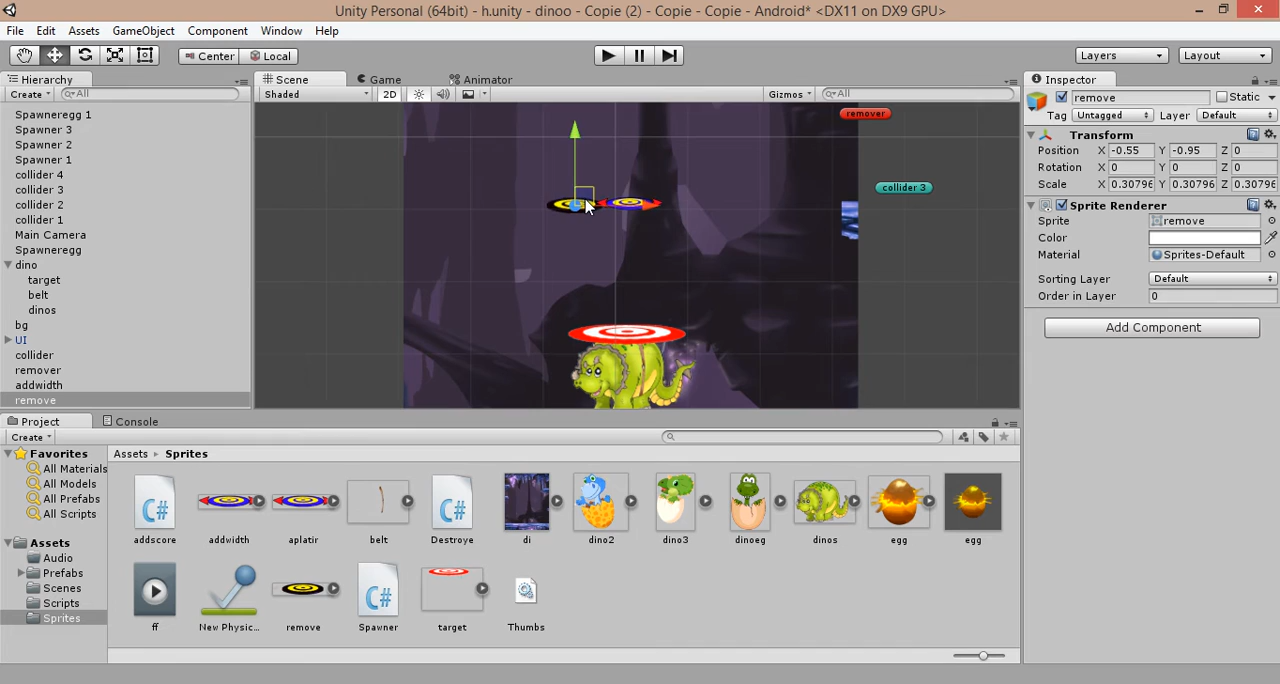 Unity Personal (64bit) - h.unity - dinoo - Copie (2) - Copie - Copie - Android* <DX11 on DX9 GPU>
File Edit Assets GameObject Component Window Help
Center Local Layers Layout
Hierarchy
Create All
Spawneregg 1
Spawner 3
Spawner 2
Spawner 1
collider 4
collider 3
collider 2
collider 1
Main Camera
Spawneregg
dino
target
belt
dinos
bg
UI
collider
remover
addwidth
remove
Scene Game Animator
Shaded 2D Gizmos All
remover
collider 3
Inspector
remove Static
Tag Untagged Layer Default
Transform
Position X -0.55 Y -0.95 Z 0
Rotation X 0 Y 0 Z 0
Scale X 0.30796 Y 0.30796 Z 0.30796
Sprite Renderer
Sprite remove
Color
Material Sprites-Default
Sorting Layer Default
Order in Layer 0
Add Component
Project Console
Create
Favorites
All Materials
All Models
All Prefabs
All Scripts
Assets
Audio
Prefabs
Scenes
Scripts
Sprites
Assets Sprites
C# C#
addscore addwidth aplatir belt Destroye di dino2 dino3 dinoeg dinos egg egg
C#
ff New Physic... remove Spawner target Thumbs